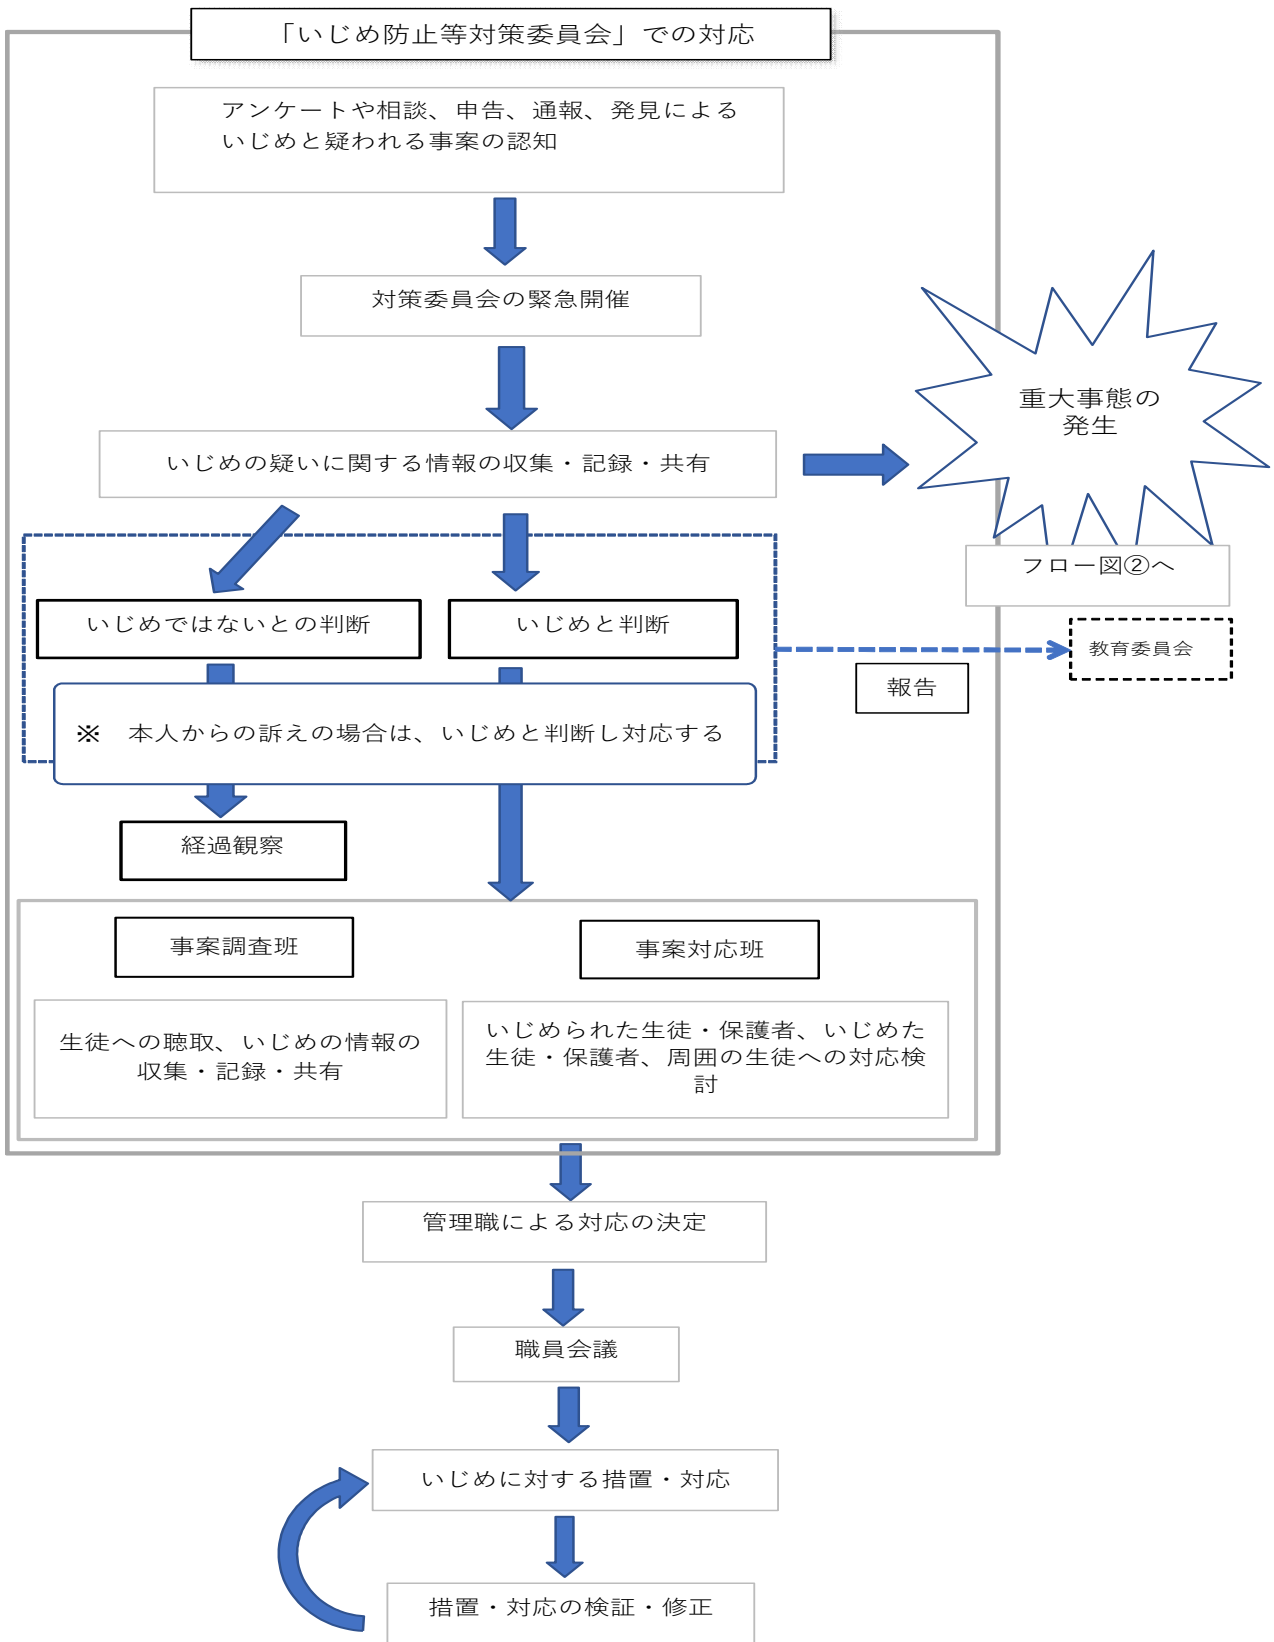 「いじめ防止等対策委員会」での対応
アンケートや相談、申告、通報、発見による
いじめと疑われる事案の認知
対策委員会の緊急開催
重大事態の
発生
いじめの疑いに関する情報の収集・記録・共有
フロー図②へ
いじめではないとの判断
いじめと判断
教育委員会
報告
※　本人からの訴えの場合は、いじめと判断し対応する
経過観察
事案調査班
事案対応班
生徒への聴取、いじめの情報の
収集・記録・共有
いじめられた生徒・保護者、いじめた
生徒・保護者、周囲の生徒への対応検
討
管理職による対応の決定
職員会議
いじめに対する措置・対応
措置・対応の検証・修正